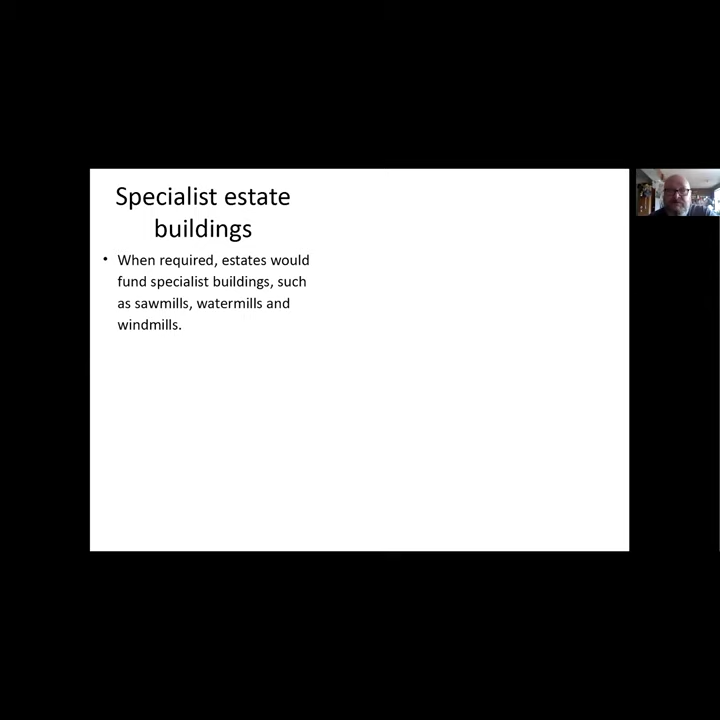 Specialist estate
buildings
• When required, estates would
fund specialist buildings, such
as sawmills, watermills and
windmills.